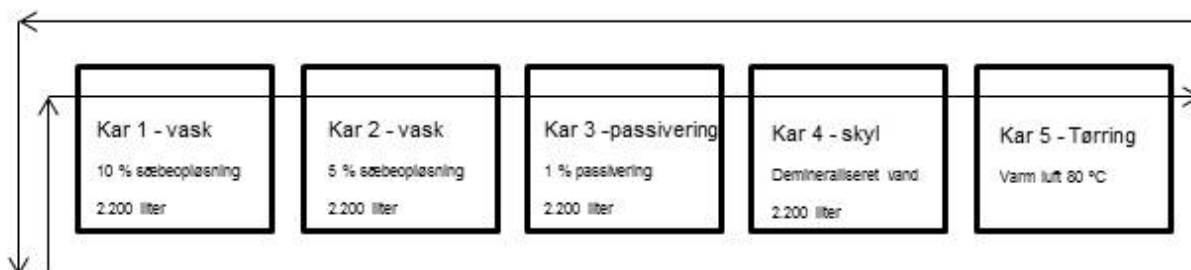 Kar 1 - vask
10 % sæbeopløsning
2.200 liter
Kar 2 - vask
5 % sæbeopløsning
2.200 liter
Kar 3 -passivering
1 % passivering
2.200 liter
Kar 4 - skyl
Demineraliseret vand
2.200 liter
Kar 5 - Tørring
Varm luft 80 ºC